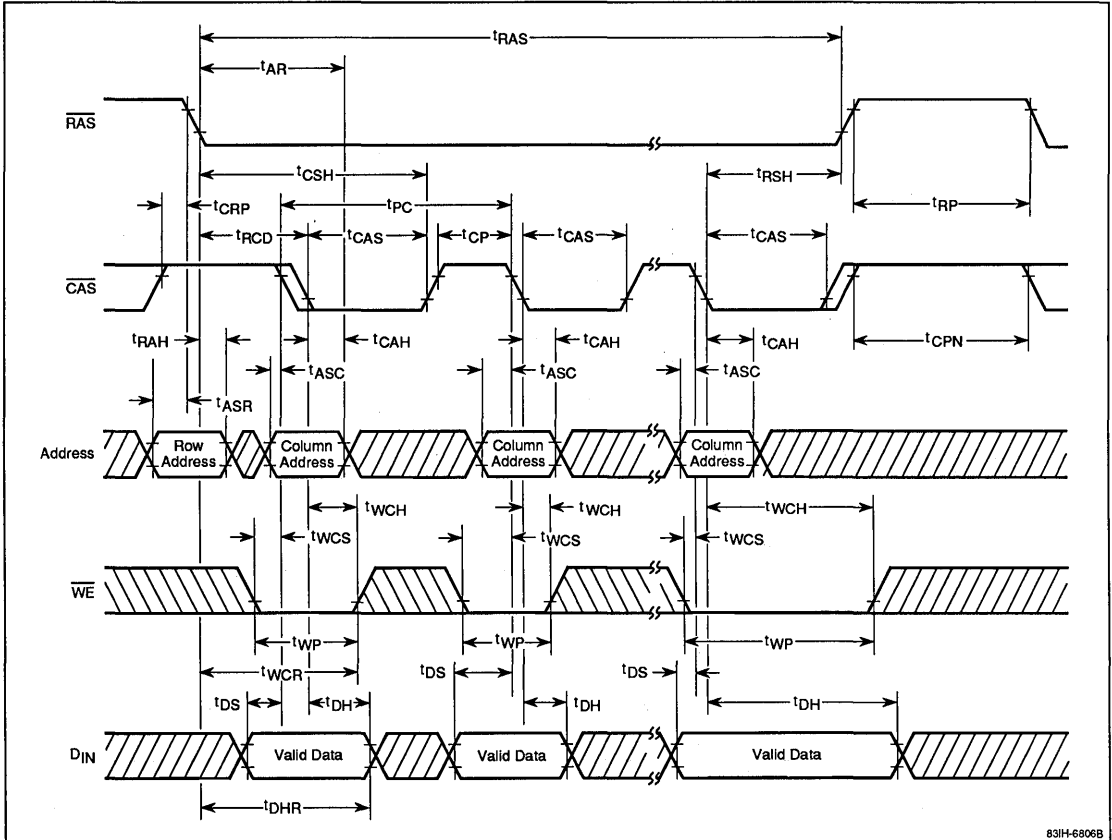 tRAS
tAR
RAS
tCSH
tRSH
tCRP
tPC
tRP
tRCD
tCAS
tCP
tCAS
tCAS
CAS
tRAH
tCAH
tCAH
tCAH
tCPN
tASC
tASC
tASC
tASR
Address
Row Address
Column Address
Column Address
Column Address
tWCH
tWCH
tWCH
tWCS
tWCS
tWCS
WE
tWP
tWP
tWP
tWCR
tDS
tDS
tDS
tDH
tDH
tDH
DIN
Valid Data
Valid Data
Valid Data
tDHR
83IH-6806B